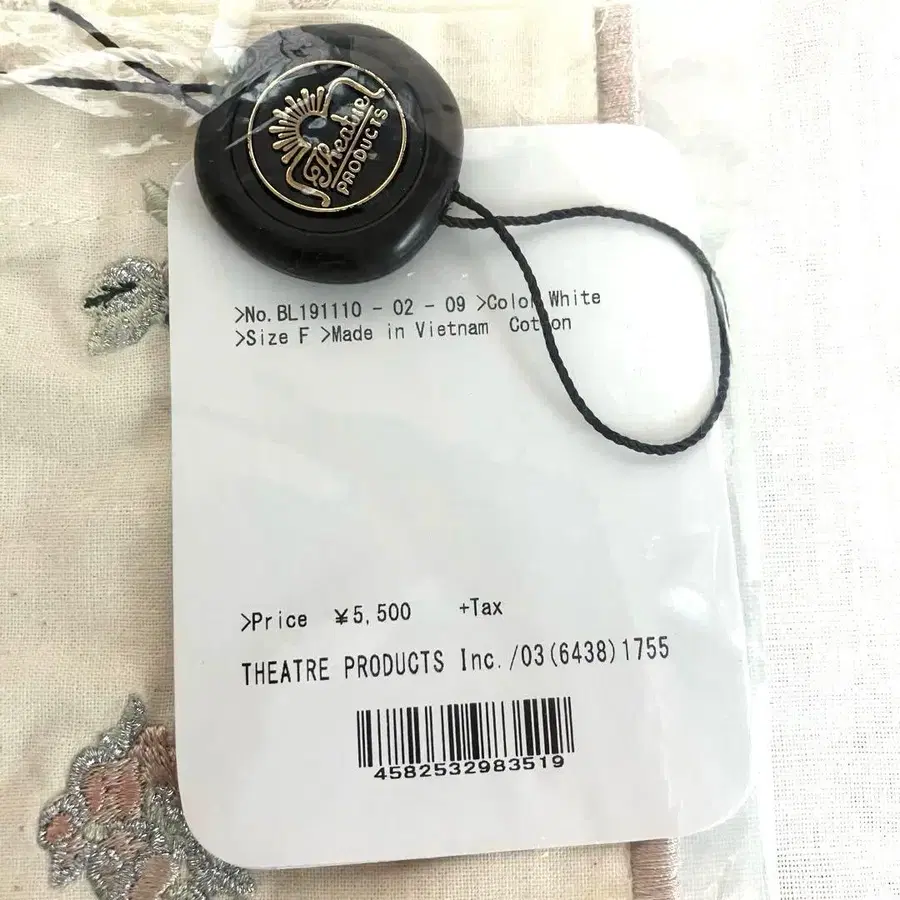 Theatre
PRODUCTS
>No.BL191110 - 02 - 09 >Color White
>Size F >Made in Vietnam Cotton
>Price ¥5,500 +Tax
THEATRE PRODUCTS Inc./03(6438)1755
4582532983519